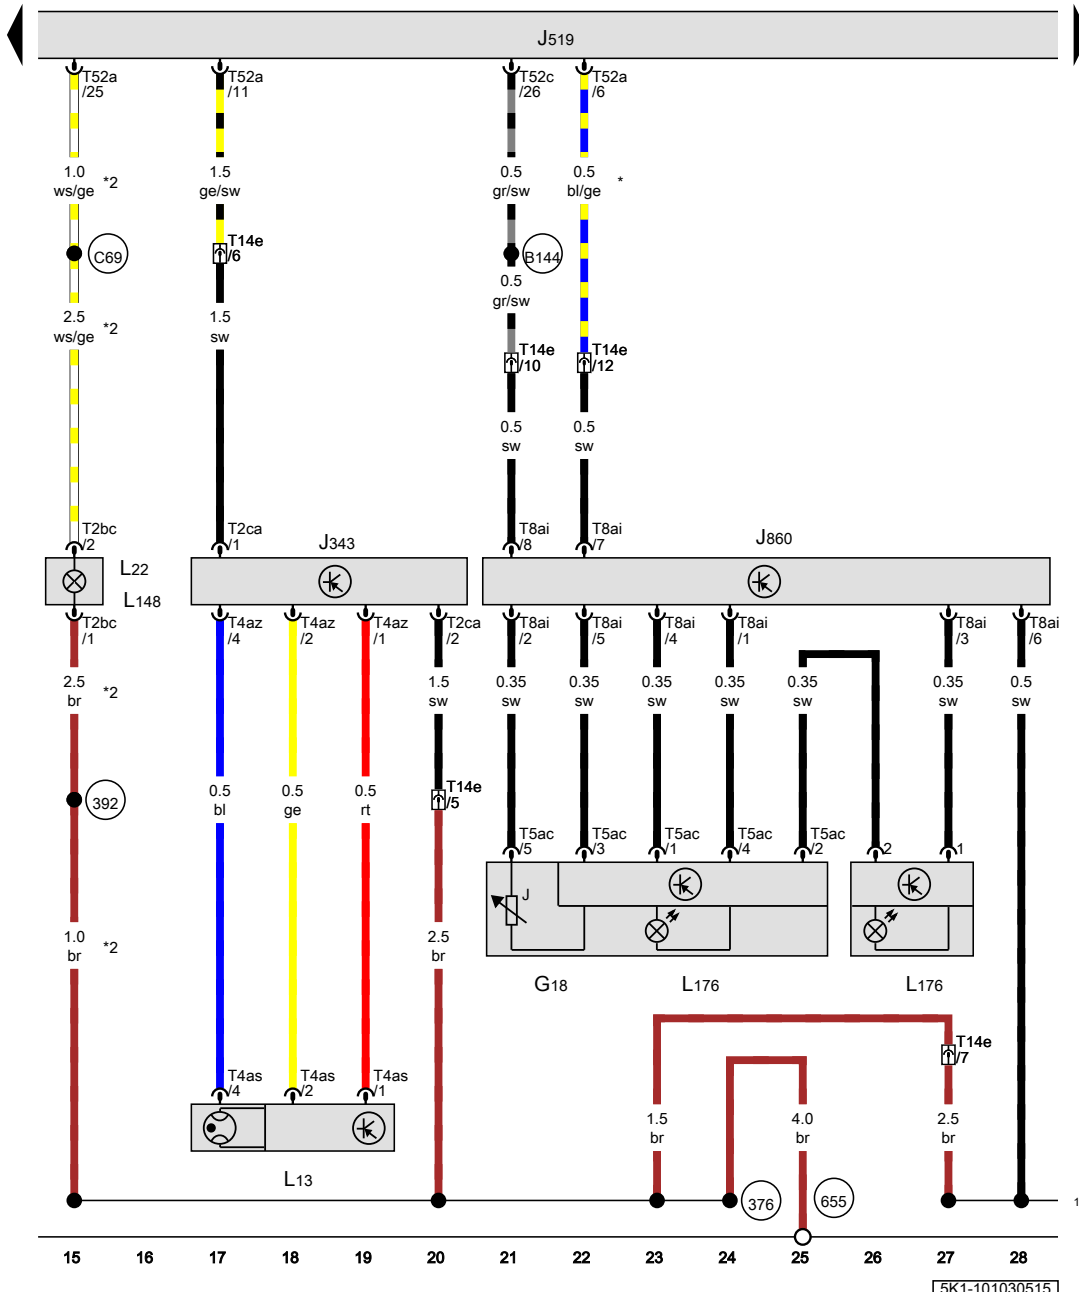 J519
T52a T52a T52c T52a
/25 /11 /26 /6
1.0 1.5 0.5 0.5
ws/ge *2 ge/sw gr/sw bl/ge *
C69 T14e B144
/6
0.5
gr/sw
2.5 1.5
ws/ge *2 sw
T14e T14e
/10 /12
0.5 0.5
sw sw
T2bc T2ca T8ai T8ai
/2 /1 /8 /7
J343 J860
L22
L148
T2bc T4az T4az T4az T2ca T8ai T8ai T8ai T8ai T8ai T8ai
/1 /4 /2 /1 /2 /2 /5 /4 /1 /3 /6
2.5 *2 1.5 0.35 0.35 0.35 0.35 0.35 0.35 0.5
br sw sw sw sw sw sw sw sw
392 0.5 0.5 0.5 T14e
bl ge rt /5
T5ac T5ac T5ac T5ac T5ac
/5 /3 /1 /4 /2 2 1
J
1.0 *2 2.5
br br
G18 L176 L176
T14e
/7
T4as T4as T4as
/4 /2 /1
1.5 4.0 2.5
br br br
L13
376 655
1
15 16 17 18 19 20 21 22 23 24 25 26 27 28
5K1-101030515